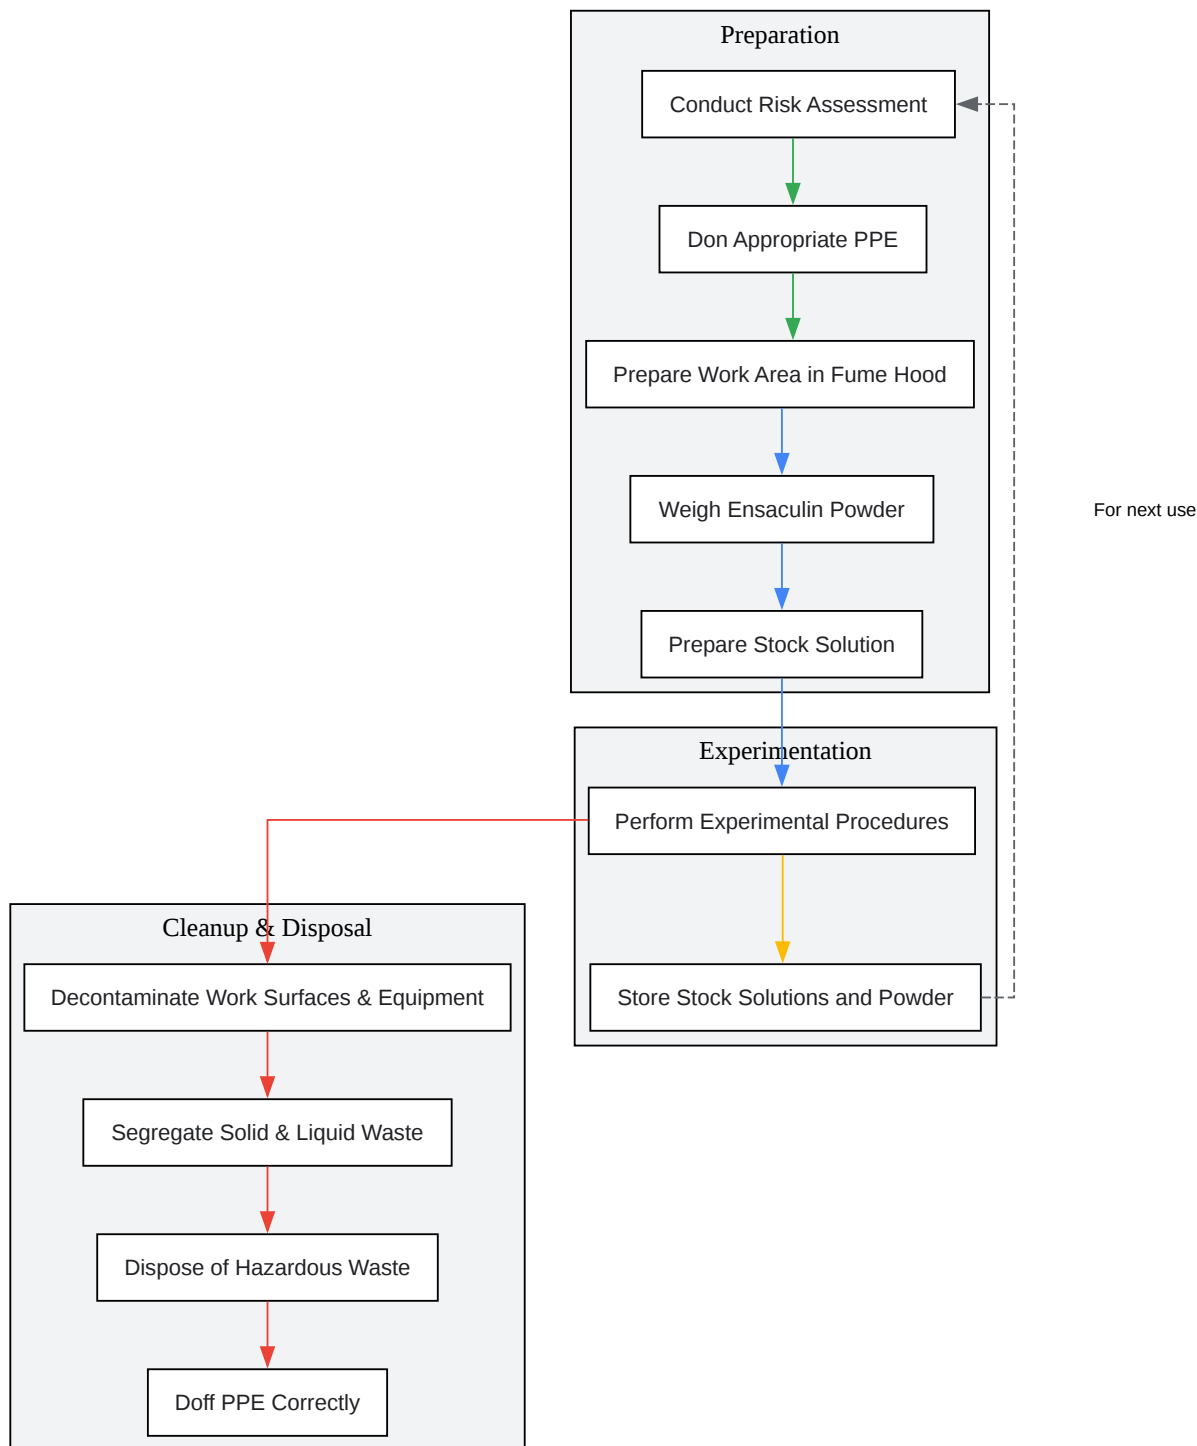 Preparation
Conduct Risk Assessment
Don Appropriate PPE
Prepare Work Area in Fume Hood
Weigh Ensaculin Powder
For next use
Prepare Stock Solution
Experimentation
Perform Experimental Procedures
Store Stock Solutions and Powder
Cleanup & Disposal
Decontaminate Work Surfaces & Equipment
Segregate Solid & Liquid Waste
Dispose of Hazardous Waste
Doff PPE Correctly